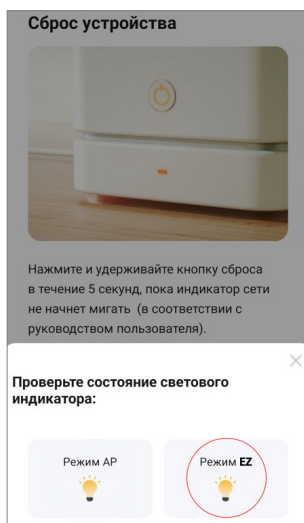 Сброс устройства
Нажмите и удерживайте кнопку сброса
в течение 5 секунд, пока индикатор сети
не начнет мигать (в соответствии с
руководством пользователя).
Проверьте состояние светового
индикатора:
Режим AP
Режим EZ